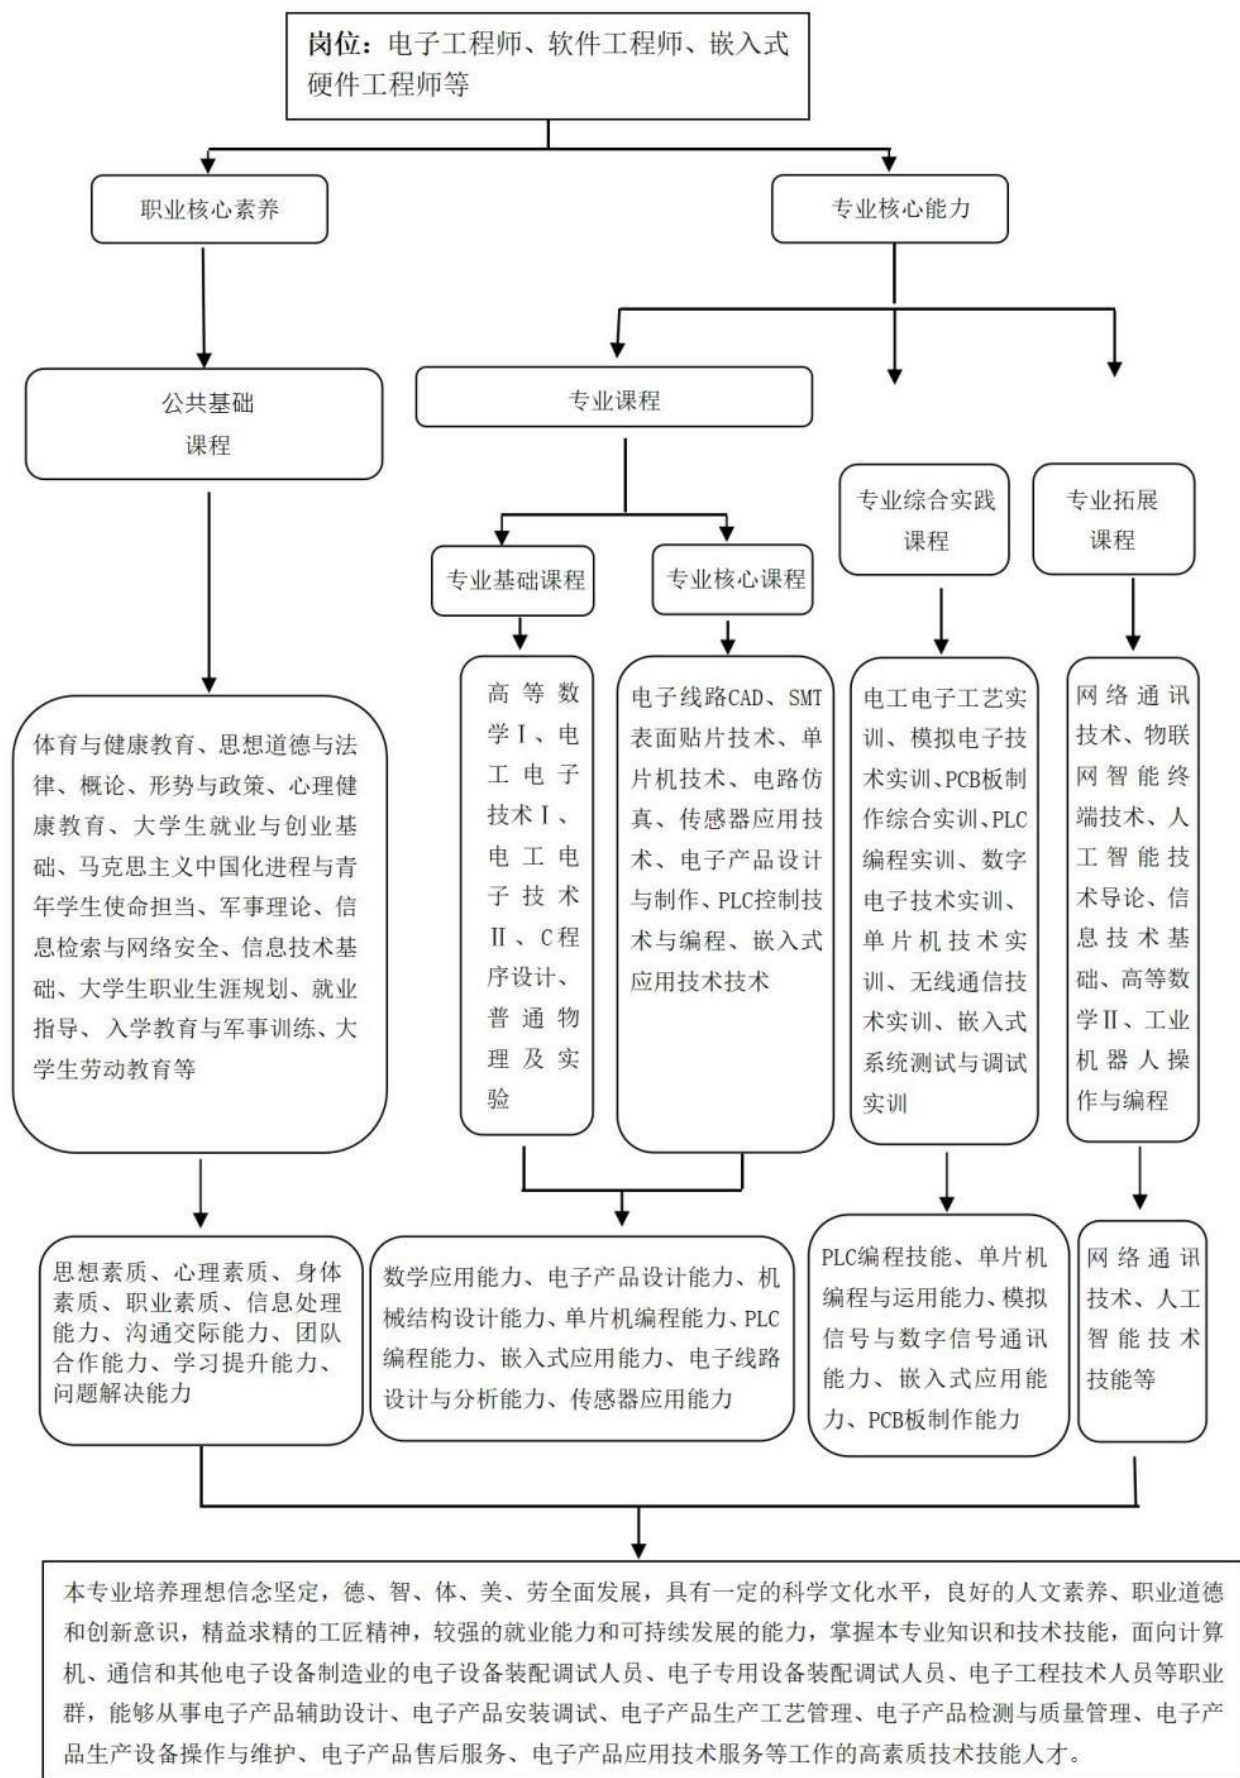 岗位：电子工程师、软件工程师、嵌入式
硬件工程师等
职业核心素养
专业核心能力
公共基础
课程
专业课程
专业综合实践
课程
专业拓展
课程
专业基础课程
专业核心课程
体育与健康教育、思想道德与法
律、概论、形势与政策、心理健
康教育、大学生就业与创业基
础、马克思主义中国化进程与青
年学生使命担当、军事理论、信
息检索与网络安全、信息技术基
础、大学生职业生涯规划、就业
指导、入学教育与军事训练、大
学生劳动教育等
高等数
学Ⅰ、电
工电子
技术Ⅰ、
电工电
子技术
Ⅱ、C程
序设计、
普通物
理及实
验
电子线路CAD、SMT
表面贴片技术、单
片机技术、电路仿
真、传感器应用技
术、电子产品设计
与制作、PLC控制技
术与编程、嵌入式
应用技术技术
电工电子工艺实
训、模拟电子技
术实训、PCB板制
作综合实训、PLC
编程实训、数字
电子技术实训、
单片机技术实
训、无线通信技
术实训、嵌入式
系统测试与调试
实训
网络通讯
技术、物联
网智能终
端技术、人
工智能技
术导论、信
息技术基
础、高等数
学Ⅱ、工业
机器人操
作与编程
思想素质、心理素质、身体
素质、职业素质、信息处理
能力、沟通交际能力、团队
合作能力、学习提升能力、
问题解决能力
数学应用能力、电子产品设计能力、机
械结构设计能力、单片机编程能力、PLC
编程能力、嵌入式应用能力、电子线路
设计与分析能力、传感器应用能力
PLC编程技能、单片机
编程与运用能力、模拟
信号与数字信号通讯
能力、嵌入式应用能
力、PCB板制作能力
网络通讯
技术、人工
智能技术
技能等
本专业培养理想信念坚定，德、智、体、美、劳全面发展，具有一定的科学文化水平，良好的人文素养、职业道德
和创新意识，精益求精的工匠精神，较强的就业能力和可持续发展的能力，掌握本专业知识和技术技能，面向计算
机、通信和其他电子设备制造业的电子设备装配调试人员、电子专用设备装配调试人员、电子工程技术人员等职业
群，能够从事电子产品辅助设计、电子产品安装调试、电子产品生产工艺管理、电子产品检测与质量管理、电子产
品生产设备操作与维护、电子产品售后服务、电子产品应用技术服务等工作的高素质技术技能人才。